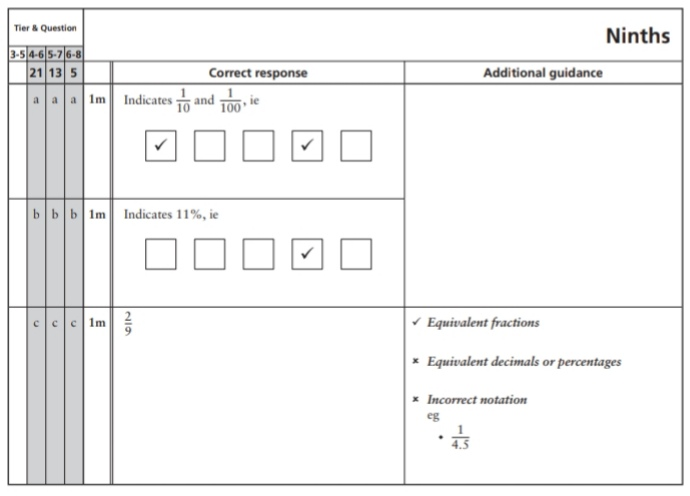 Tier & Question
Ninths
3-5 4-6 5-7 6-8
21 13 5
Correct response
Additional guidance
a a a 1m Indicates 1/10 and 1/100, ie
✓ ✓
b b b 1m Indicates 11%, ie
✓
c c c 1m 2/9
✓ Equivalent fractions
× Equivalent decimals or percentages
× Incorrect notation
eg
• 1/4.5